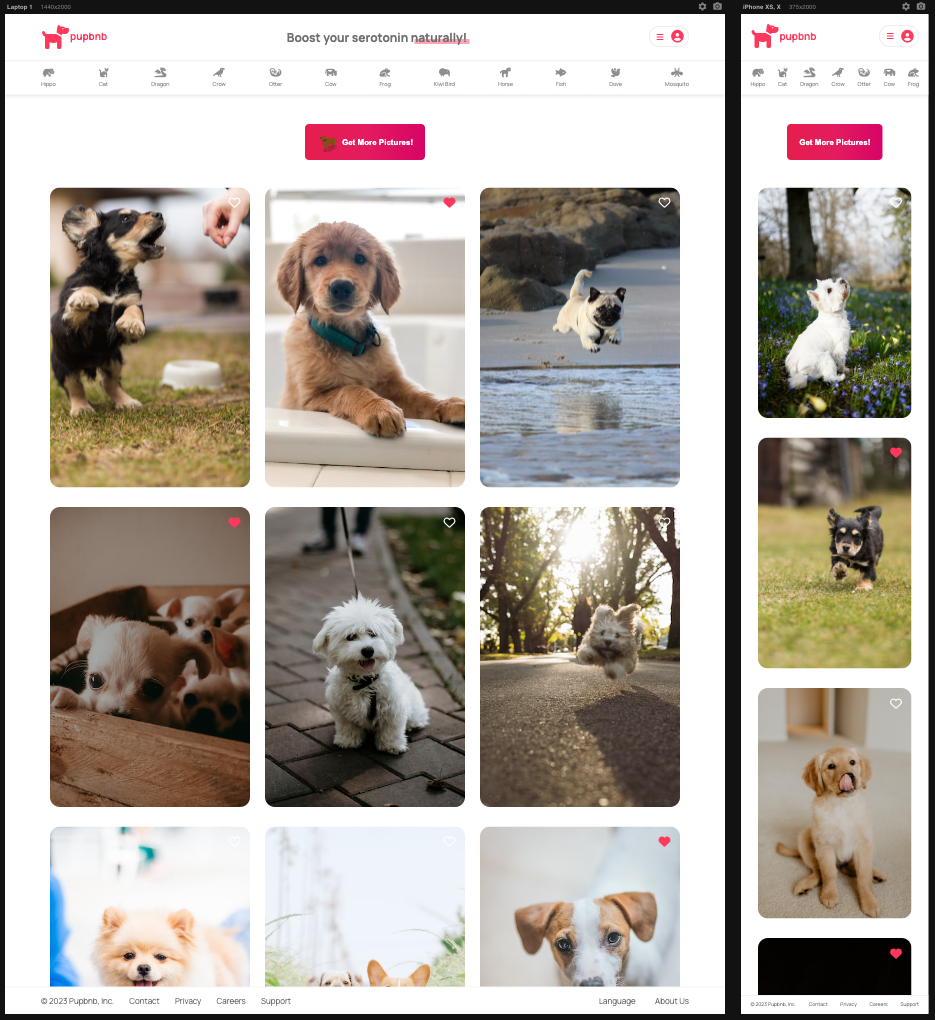 Laptop 1 1440x2000
pupbnb
Boost your serotonin naturally!
Hippo Cat Dragon Crow Otter Cow Frog Kiwi Bird Horse Fish Dove Mosquito
Get More Pictures!
© 2023 Pupbnb, Inc. Contact Privacy Careers Support Language About Us
iPhone XS, X 375x2000
pupbnb
Hippo Cat Dragon Crow Otter Cow Frog
Get More Pictures!
© 2023 Pupbnb, Inc. Contact Privacy Careers Support